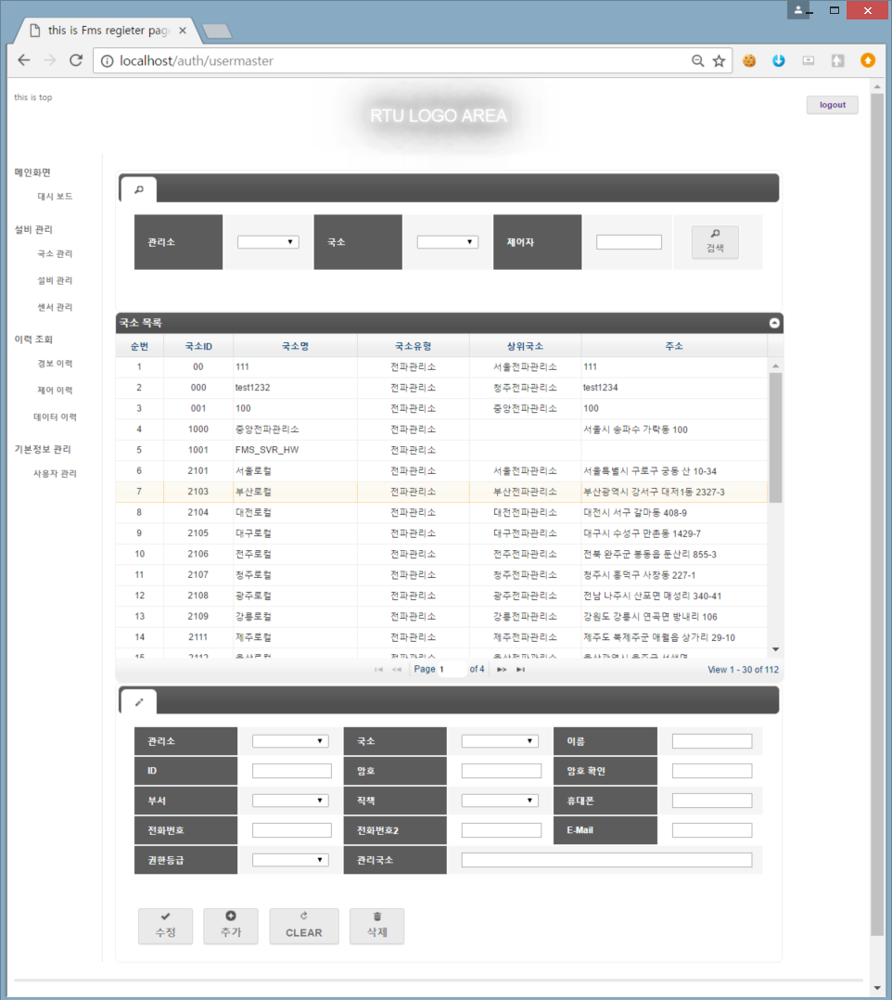 this is Fms regieter page
localhost/auth/usermaster
this is top
RTU LOGO AREA
logout
메인화면
대시 보드
설비 관리
국소 관리
설비 관리
센서 관리
이력 조회
경보 이력
제어 이력
데이터 이력
기본정보 관리
사용자 관리
관리소 국소 제어자 검색
국소 목록
순번 국소ID 국소명 국소유형 상위국소 주소
1 00 111 전파관리소 서울전파관리소 111
2 000 test1232 전파관리소 청주전파관리소 test1234
3 001 100 전파관리소 중앙전파관리소 100
4 1000 중앙전파관리소 전파관리소 서울시 송파수 가락동 100
5 1001 FMS_SVR_HW 전파관리소
6 2101 서울로컬 전파관리소 서울전파관리소 서울특별시 구로구 궁동 산 10-34
7 2103 부산로컬 전파관리소 부산전파관리소 부산광역시 강서구 대저1동 2327-3
8 2104 대전로컬 전파관리소 대전전파관리소 대전시 서구 갈마동 408-9
9 2105 대구로컬 전파관리소 대구전파관리소 대구시 수성구 만촌동 1429-7
10 2106 전주로컬 전파관리소 전주전파관리소 전북 완주군 봉동읍 둔산리 855-3
11 2107 청주로컬 전파관리소 청주전파관리소 청주시 흥덕구 사창동 227-1
12 2108 광주로컬 전파관리소 광주전파관리소 전남 나주시 산포면 매성리 340-41
13 2109 강릉로컬 전파관리소 강릉전파관리소 강원도 강릉시 연곡면 방내리 106
14 2111 제주로컬 전파관리소 제주전파관리소 제주도 북제주군 애월읍 상가리 29-10
15 2112 울산로컬 전파관리소 울산전파관리소 울산광역시 울주군 서생면
Page 1 of 4 View 1 - 30 of 112
관리소 국소 이름
ID 암호 암호 확인
부서 직책 휴대폰
전화번호 전화번호2 E-Mail
권한등급 관리국소
수정 추가 CLEAR 삭제